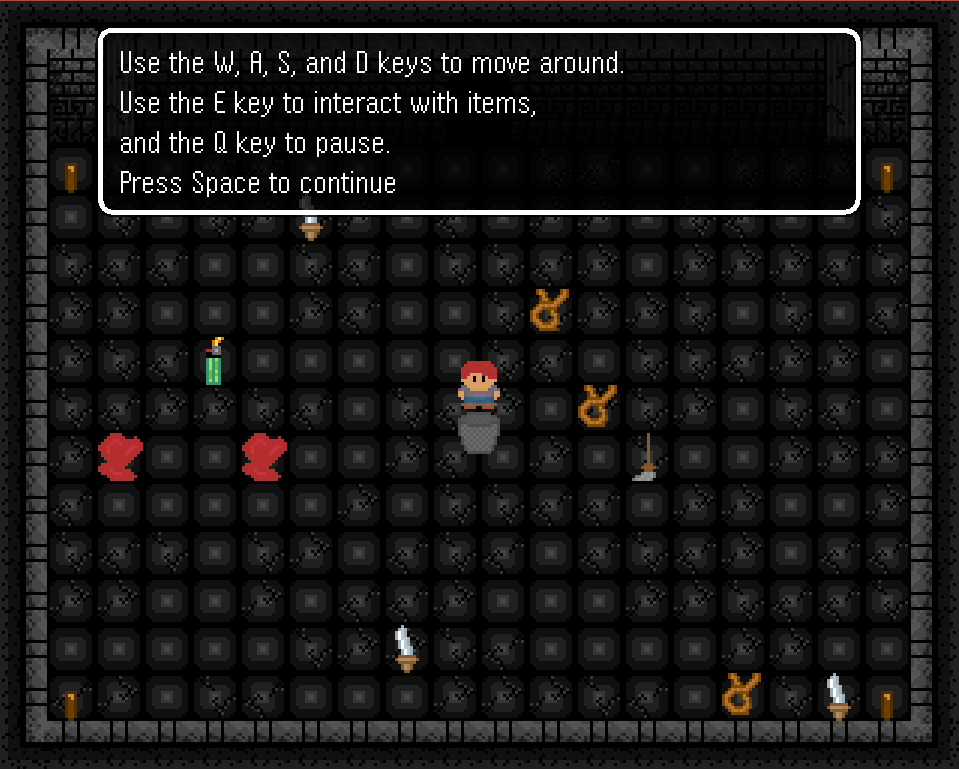 Use the W, A, S, and D keys to move around.
Use the E key to interact with items,
and the Q key to pause.
Press Space to continue